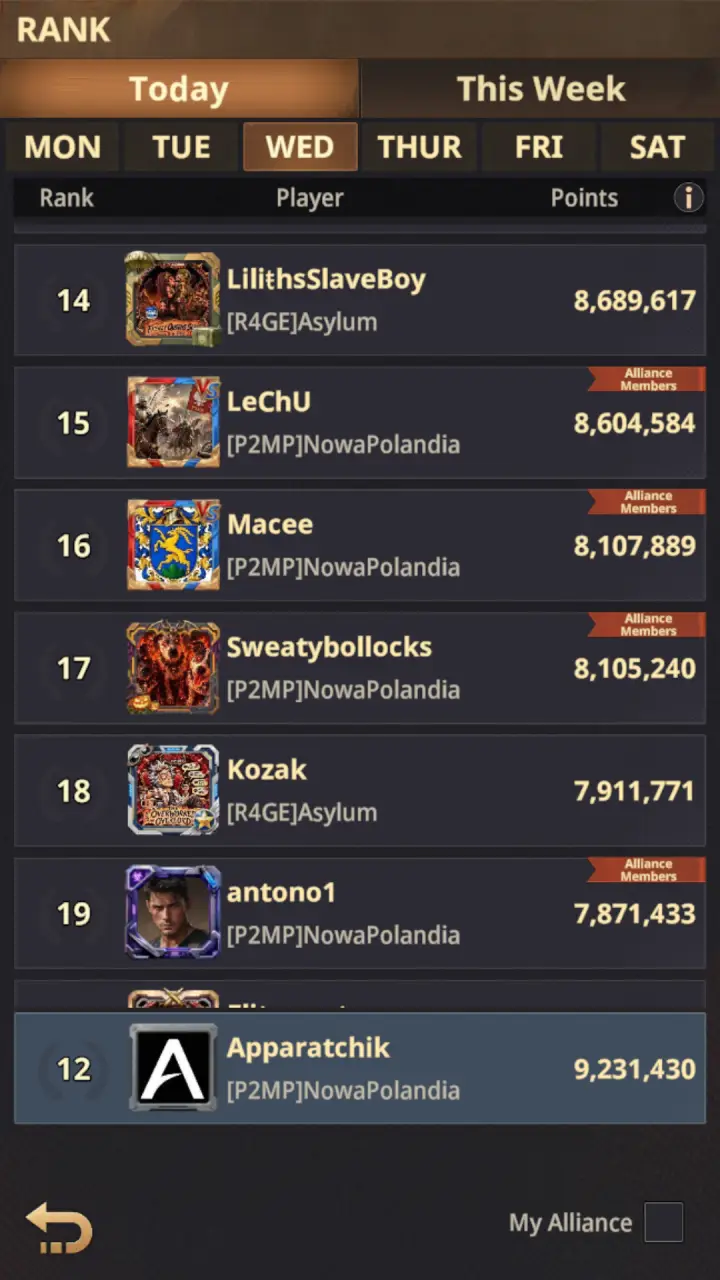 RANK
Today
This Week
MON
TUE
WED
THUR
FRI
SAT
Rank
Player
Points
14
LilithsSlaveBoy
[R4GE]Asylum
8,689,617
Alliance
Members
15
LeChU
[P2MP]NowaPolandia
8,604,584
Alliance
Members
16
Macee
[P2MP]NowaPolandia
8,107,889
Alliance
Members
17
Sweatybollocks
[P2MP]NowaPolandia
8,105,240
18
Kozak
[R4GE]Asylum
7,911,771
Alliance
Members
19
antono1
[P2MP]NowaPolandia
7,871,433
12
Apparatchik
[P2MP]NowaPolandia
9,231,430
My Alliance